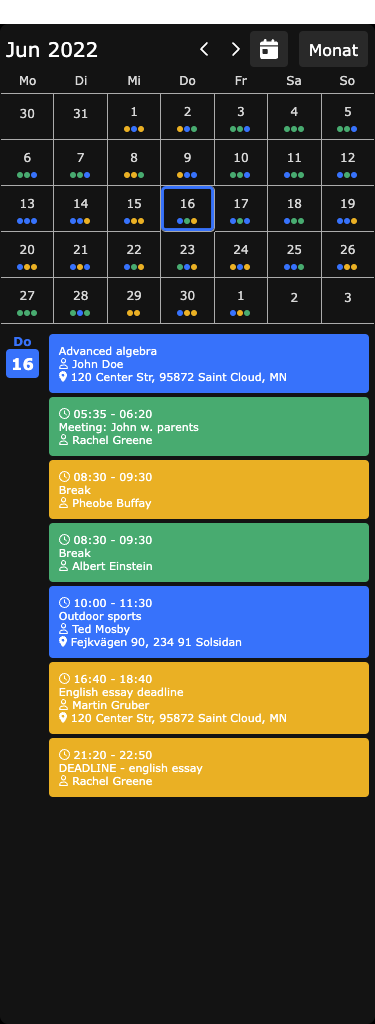 Jun 2022 Monat
Mo Di Mi Do Fr Sa So
30 31 1 2 3 4 5
6 7 8 9 10 11 12
13 14 15 16 17 18 19
20 21 22 23 24 25 26
27 28 29 30 1 2 3
Do
16
Advanced algebra
John Doe
120 Center Str, 95872 Saint Cloud, MN
05:35 - 06:20
Meeting: John w. parents
Rachel Greene
08:30 - 09:30
Break
Pheobe Buffay
08:30 - 09:30
Break
Albert Einstein
10:00 - 11:30
Outdoor sports
Ted Mosby
Fejkvägen 90, 234 91 Solsidan
16:40 - 18:40
English essay deadline
Martin Gruber
120 Center Str, 95872 Saint Cloud, MN
21:20 - 22:50
DEADLINE - english essay
Rachel Greene